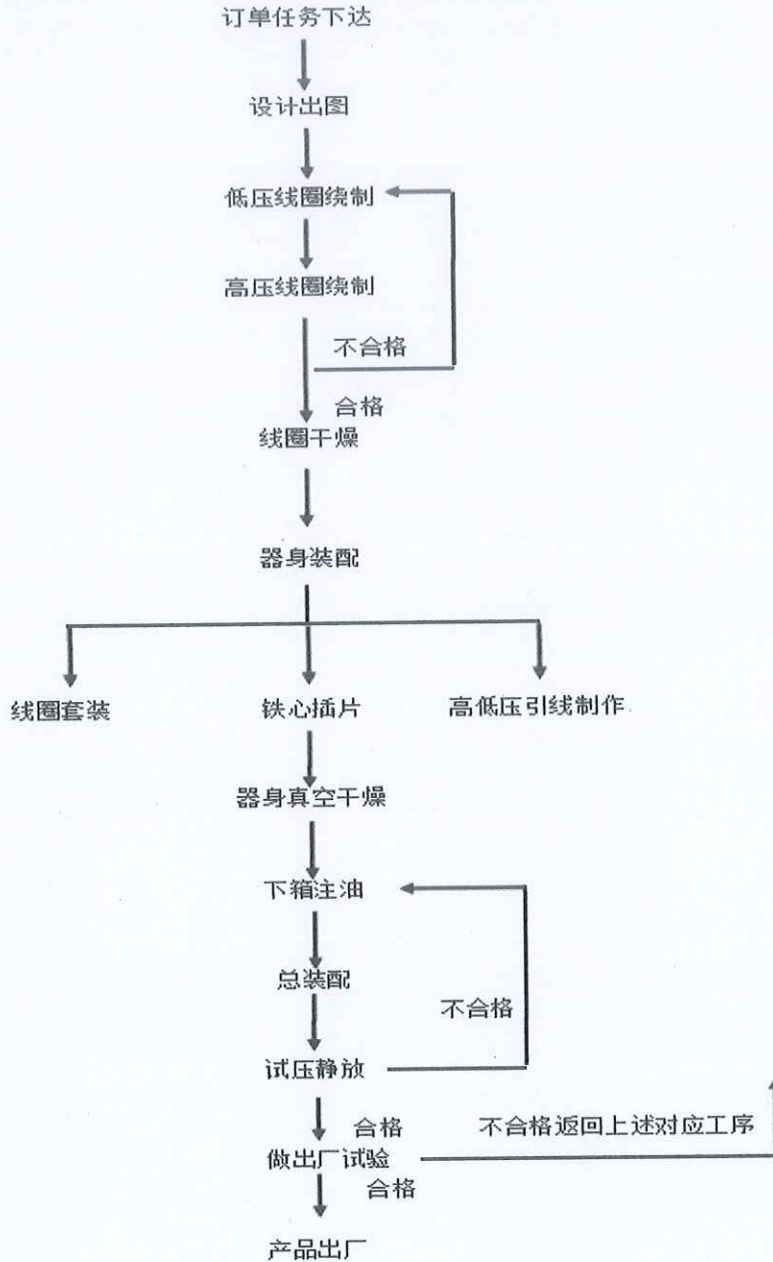 订单任务下达
设计出图
低压线圈绕制
高压线圈绕制
不合格
合格
线圈干燥
器身装配
线圈套装
铁心插片
高低压引线制作
器身真空干燥
下箱注油
总装配
不合格
试压静放
合格
不合格返回上述对应工序
做出厂试验
合格
产品出厂